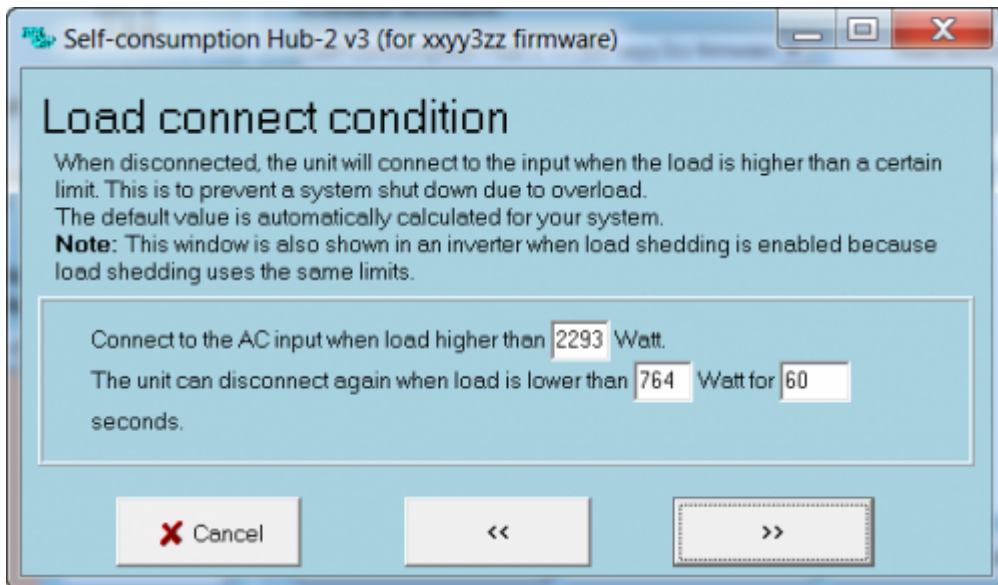 Self-consumption Hub-2 v3 (for xxyy3zz firmware)
Load connect condition
When disconnected, the unit will connect to the input when the load is higher than a certain
limit. This is to prevent a system shut down due to overload.
The default value is automatically calculated for your system.
Note: This window is also shown in an inverter when load shedding is enabled because
load shedding uses the same limits.
Connect to the AC input when load higher than 2293 Watt.
The unit can disconnect again when load is lower than 764 Watt for 60
seconds.
Cancel << >>